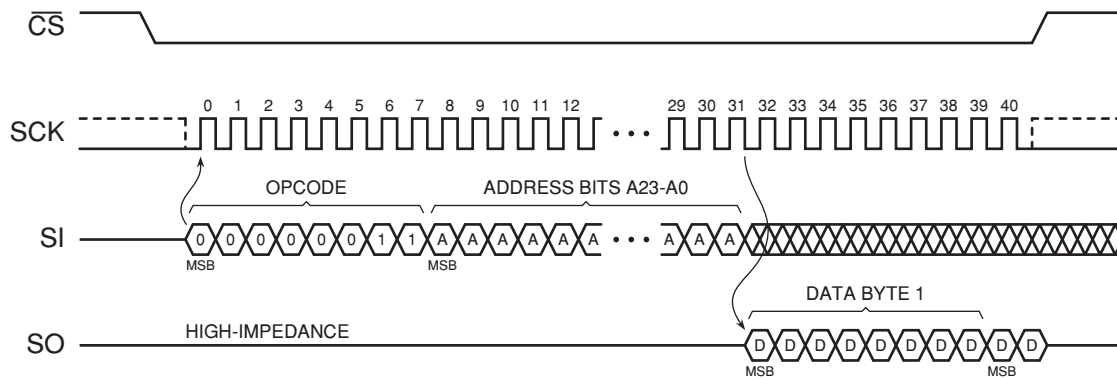 C̅S̅
0 1 2 3 4 5 6 7 8 9 10 11 12 29 30 31 32 33 34 35 36 37 38 39 40
SCK
OPCODE ADDRESS BITS A23-A0
SI 0 0 0 0 0 0 1 1 A A A A A A A A A
MSB MSB
DATA BYTE 1
HIGH-IMPEDANCE
SO D D D D D D D D D D
MSB MSB